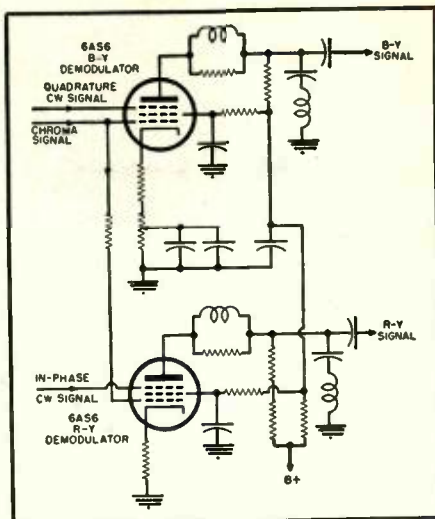 6AS6
B-Y
DEMODULATOR
B-Y
SIGNAL
QUADRATURE
CW SIGNAL
CHROMA
SIGNAL
R-Y
SIGNAL
IN-PHASE
CW SIGNAL
6AS6
R-Y
DEMODULATOR
B+